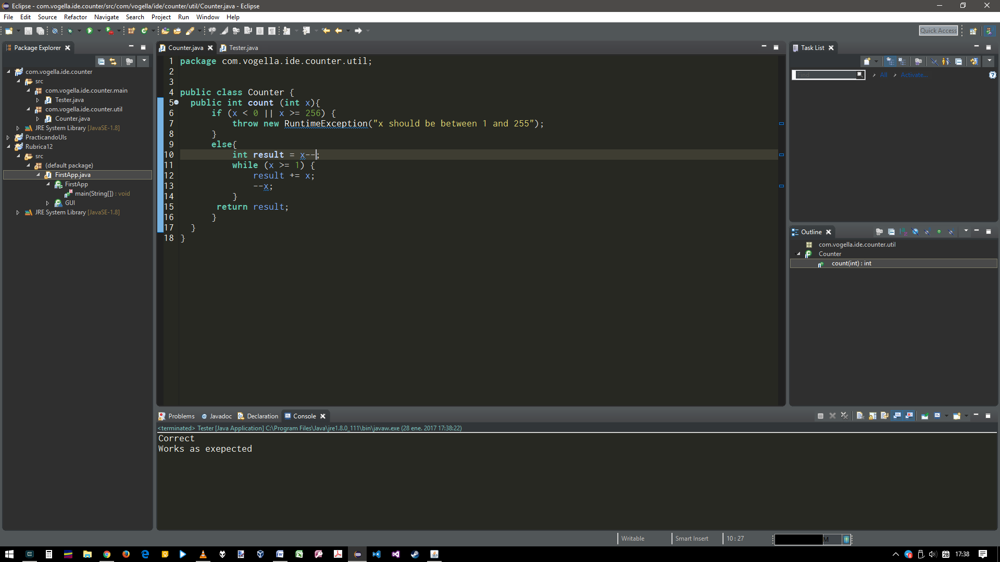 Eclipse - com.vogella.ide.counter/src/com/vogella/ide/counter/util/Counter.java - Eclipse
File Edit Source Refactor Navigate Search Project Run Window Help
Quick Access
Package Explorer
com.vogella.ide.counter
src
com.vogella.ide.counter.main
Tester.java
com.vogella.ide.counter.util
Counter.java
JRE System Library [JavaSE-1.8]
PracticandoUIs
Rubrica12
src
(default package)
FirstApp.java
FirstApp
main(String[]) : void
GUI
JRE System Library [JavaSE-1.8]
Counter.java Tester.java
1 package com.vogella.ide.counter.util;
2
3
4 public class Counter {
5 public int count (int x){
6 if (x < 0 || x >= 256) {
7 throw new RuntimeException("x should be between 1 and 255");
8 }
9 else{
10 int result = x--;
11 while (x >= 1) {
12 result += x;
13 --x;
14 }
15 return result;
16 }
17 }
18 }
Task List
Find All Activate...
Outline
com.vogella.ide.counter.util
Counter
count(int) : int
Problems @ Javadoc Declaration Console
<terminated> Tester [Java Application] C:\Program Files\Java\jre1.8.0_111\bin\javaw.exe (28 ene. 2017 17:38:22)
Correct
Works as exepected
Writable Smart Insert 10 : 27 M
28 17:38